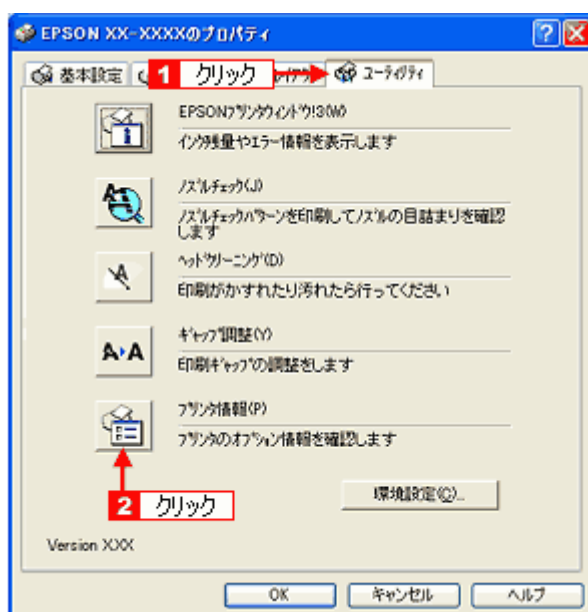 EPSON XX-XXXXのプロパティ
基本設定
1 クリック
ユーティリティ
EPSONプリンタウィンドウ!3(W)
インク残量やエラー情報を表示します
ノズルチェック(J)
ノズルチェックパターンを印刷してノズルの目詰まりを確認
します
ヘッドクリーニング(D)
印刷がかすれたり汚れたら行ってください
ギャップ調整(Y)
印刷ギャップの調整をします
プリンタ情報(P)
プリンタのオプション情報を確認します
2 クリック
環境設定(C)...
Version XXX
OK
キャンセル
ヘルプ